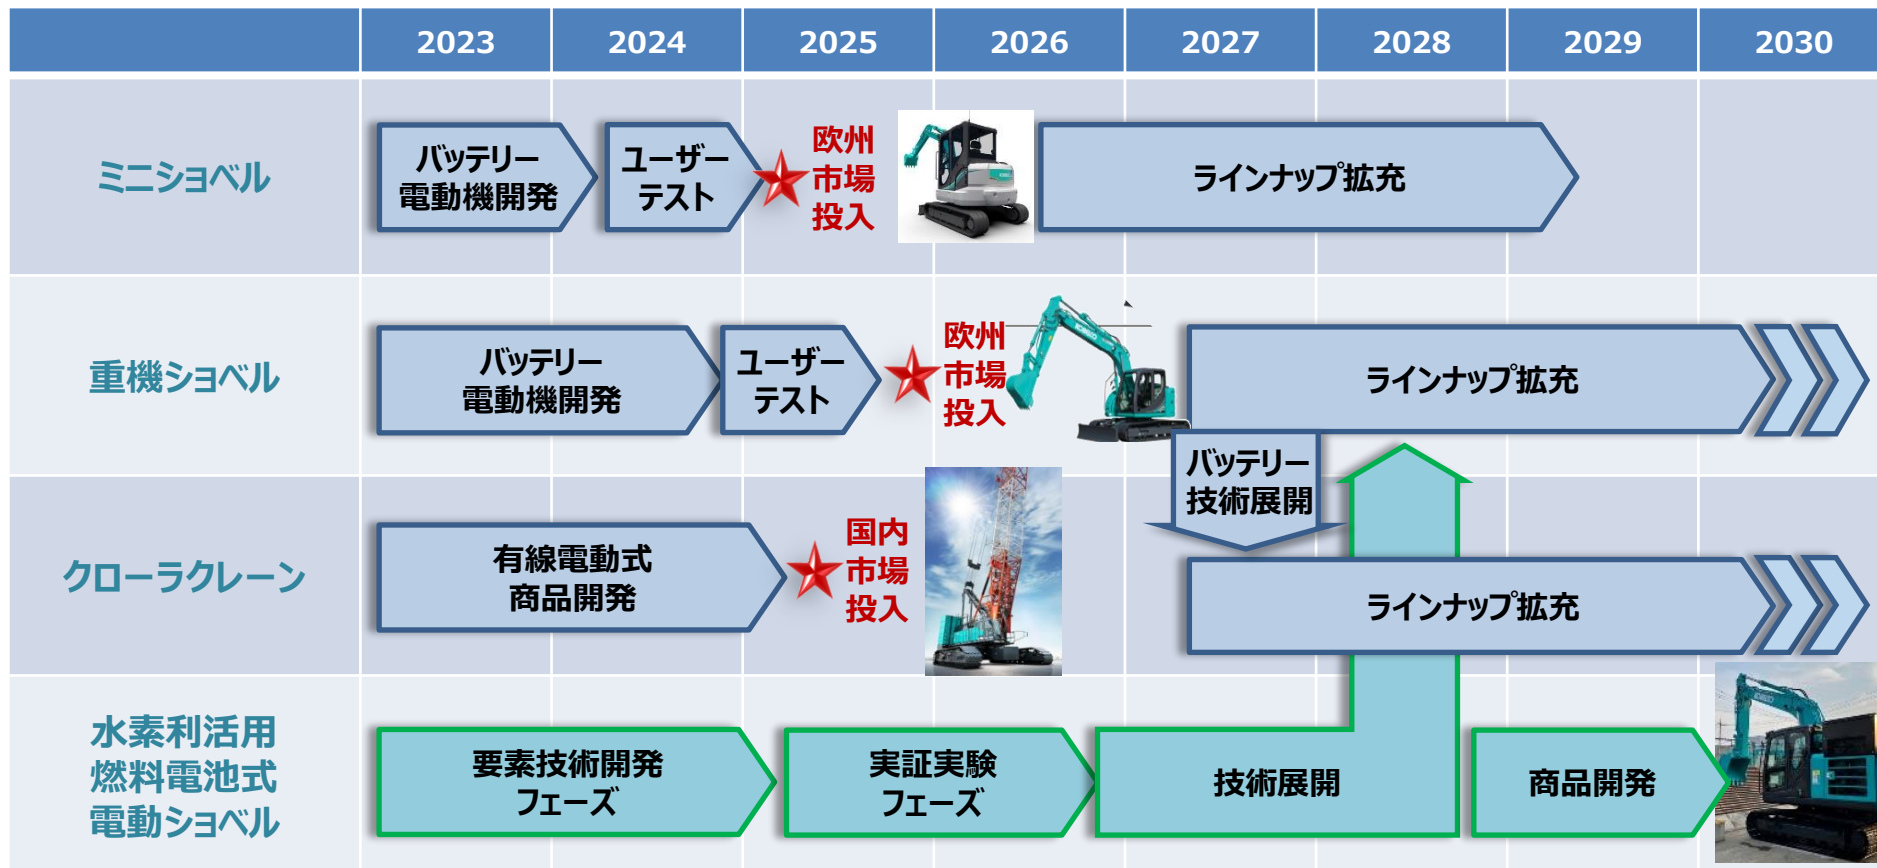 2023 2024 2025 2026 2027 2028 2029 2030
ミニショベル
バッテリー
電動機開発
ユーザー
テスト
欧州
市場
投入
ラインナップ拡充
重機ショベル
バッテリー
電動機開発
ユーザー
テスト
欧州
市場
投入
ラインナップ拡充
バッテリー
技術展開
クローラクレーン
有線電動式
商品開発
国内
市場
投入
ラインナップ拡充
水素利活用
燃料電池式
電動ショベル
要素技術開発
フェーズ
実証実験
フェーズ
技術展開
商品開発